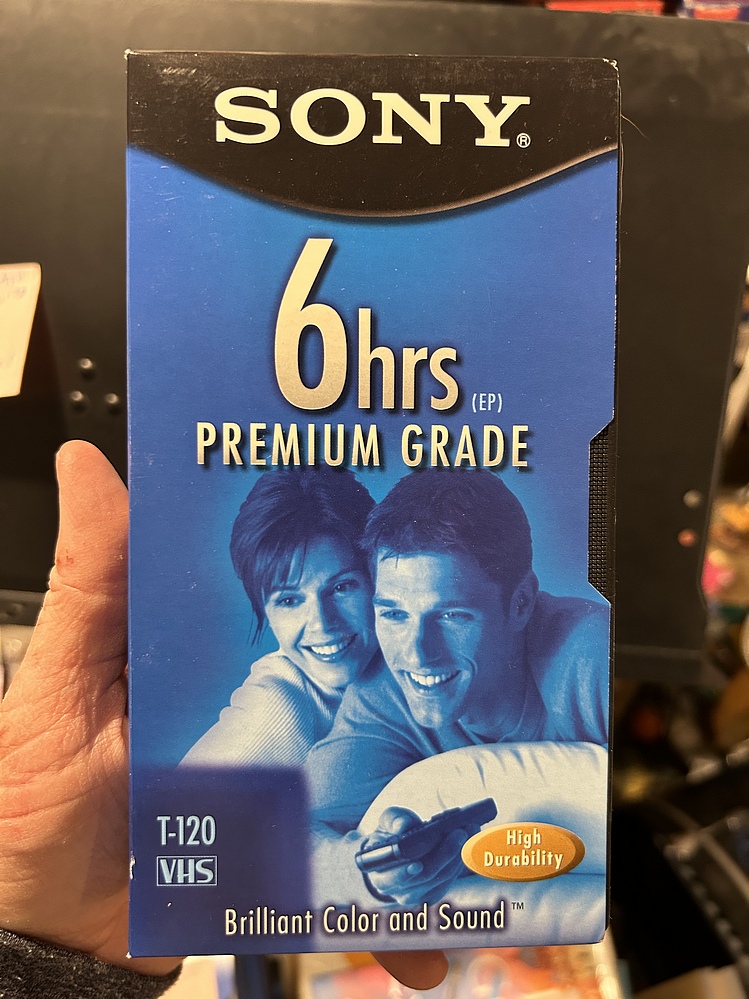 SONY®
6hrs (EP)
PREMIUM GRADE
T-120
VHS
High
Durability
Brilliant Color and Sound™